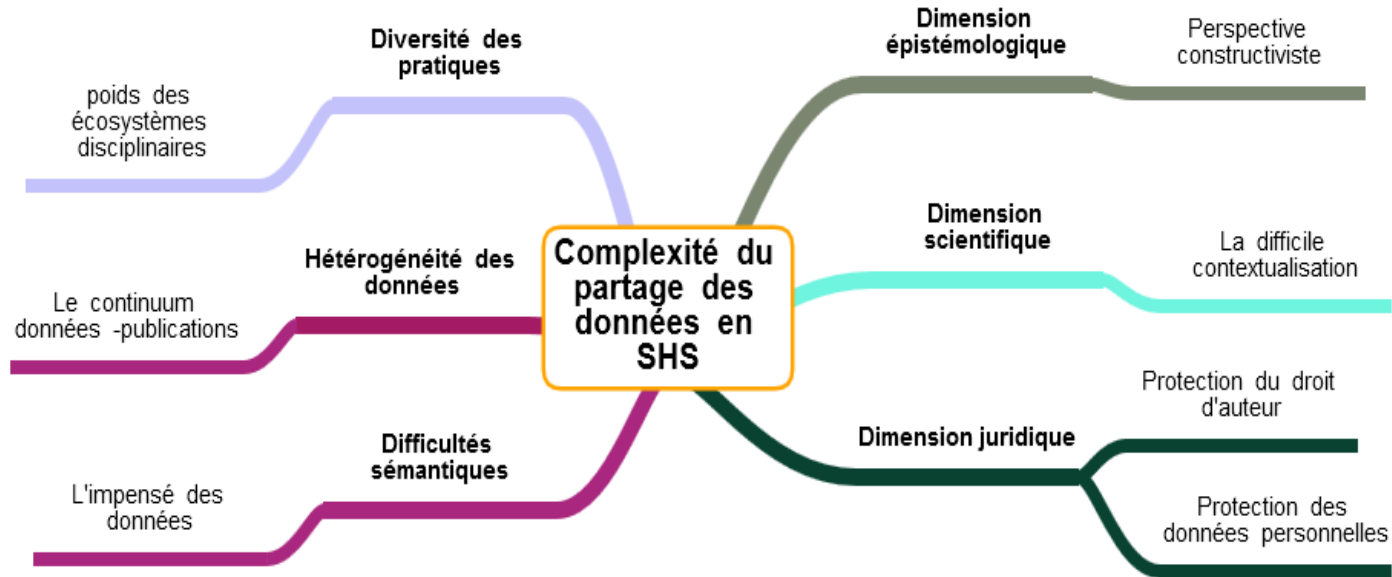 Complexité du
partage des
données en
SHS
Diversité des
pratiques
poids des
écosystèmes
disciplinaires
Hétérogénéité des
données
Le continuum
données -publications
Difficultés
sémantiques
L'impensé des
données
Dimension
épistémologique
Perspective
constructiviste
Dimension
scientifique
La difficile
contextualisation
Dimension juridique
Protection du droit
d'auteur
Protection des
données personnelles